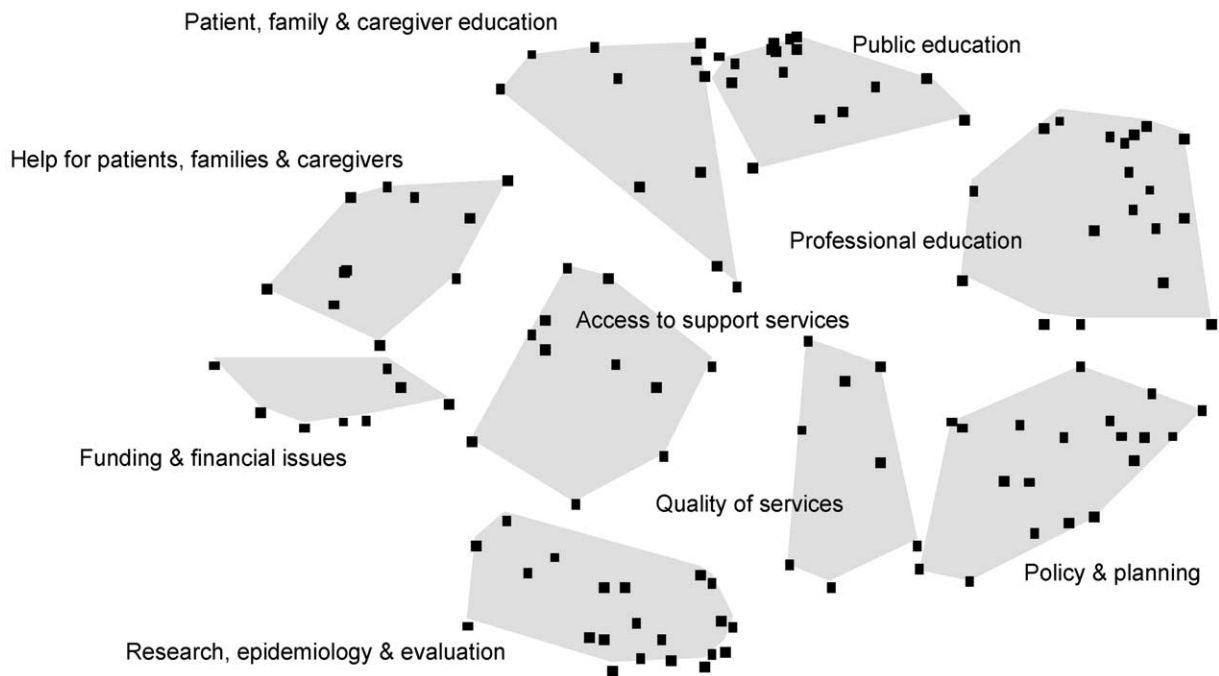 Patient, family & caregiver education
Public education
Help for patients, families & caregivers
Professional education
Access to support services
Funding & financial issues
Quality of services
Policy & planning
Research, epidemiology & evaluation